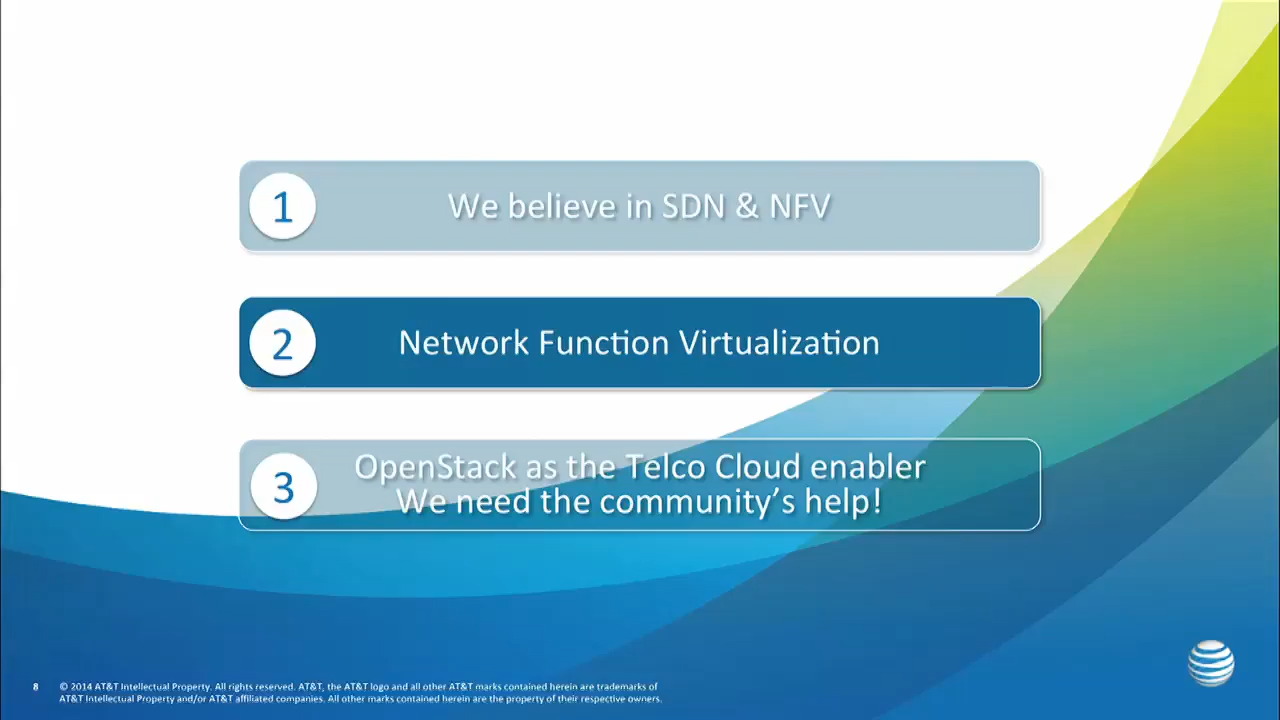 1
We believe in SDN & NFV
2
Network Function Virtualization
3
OpenStack as the Telco Cloud enabler
We need the community’s help!
8
© 2014 AT&T Intellectual Property. All rights reserved. AT&T, the AT&T logo and all other AT&T marks contained herein are trademarks of
AT&T Intellectual Property and/or AT&T affiliated companies. All other marks contained herein are the property of their respective owners.